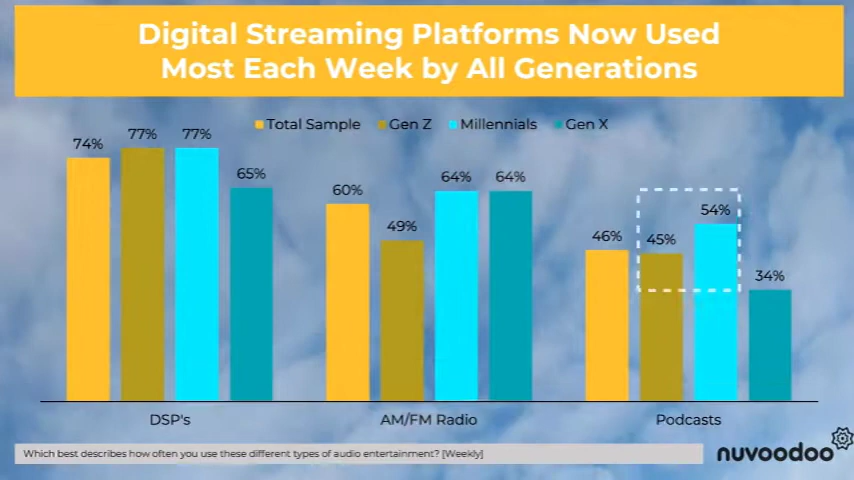 Digital Streaming Platforms Now Used
Most Each Week by All Generations
Total Sample Gen Z Millennials Gen X
74% 77% 77% 65%
60% 49% 64% 64%
46% 45% 54% 34%
DSP's AM/FM Radio Podcasts
Which best describes how often you use these different types of audio entertainment? [Weekly]
nuvoodoo